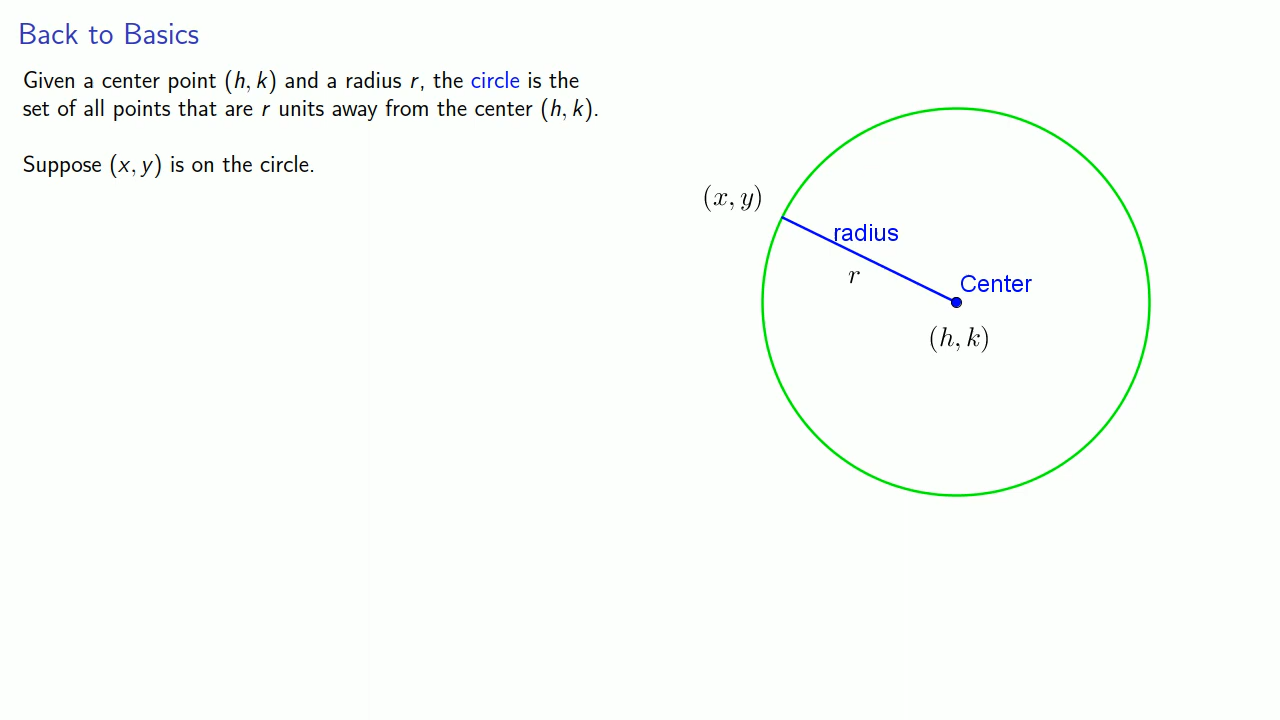 Back to Basics
Given a center point (h, k) and a radius r, the circle is the
set of all points that are r units away from the center (h, k).
Suppose (x, y) is on the circle.
(x, y)
radius
r
Center
(h, k)